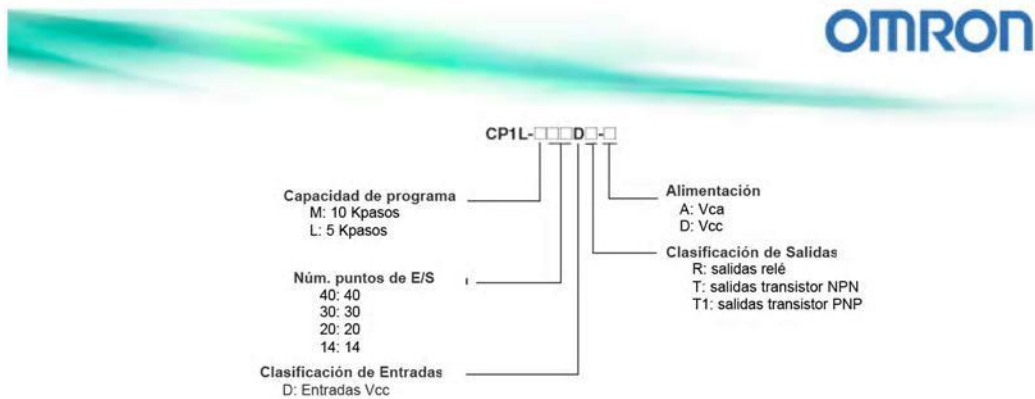 OMRON
CP1L-□□□D□-□
Capacidad de programa
M: 10 Kpasos
L: 5 Kpasos
Núm. puntos de E/S
40: 40
30: 30
20: 20
14: 14
Clasificación de Entradas
D: Entradas Vcc
Alimentación
A: Vca
D: Vcc
Clasificación de Salidas
R: salidas relé
T: salidas transistor NPN
T1: salidas transistor PNP